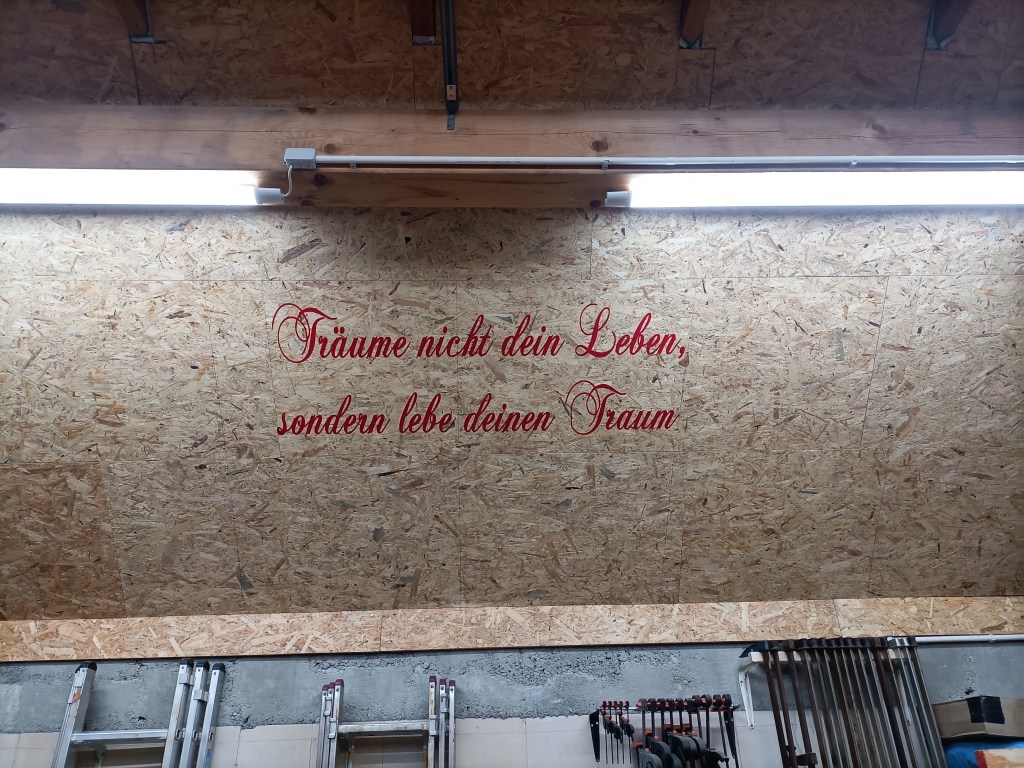 Träume nicht dein Leben,
sondern lebe deinen Traum